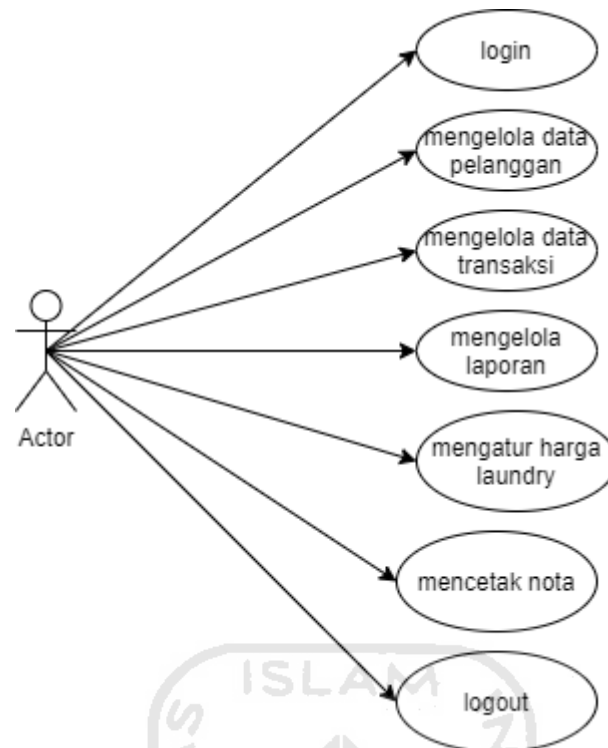 login
mengelola data
pelanggan
mengelola data
transaksi
mengelola
laporan
Actor
mengatur harga
laundry
mencetak nota
ISLAM
logout